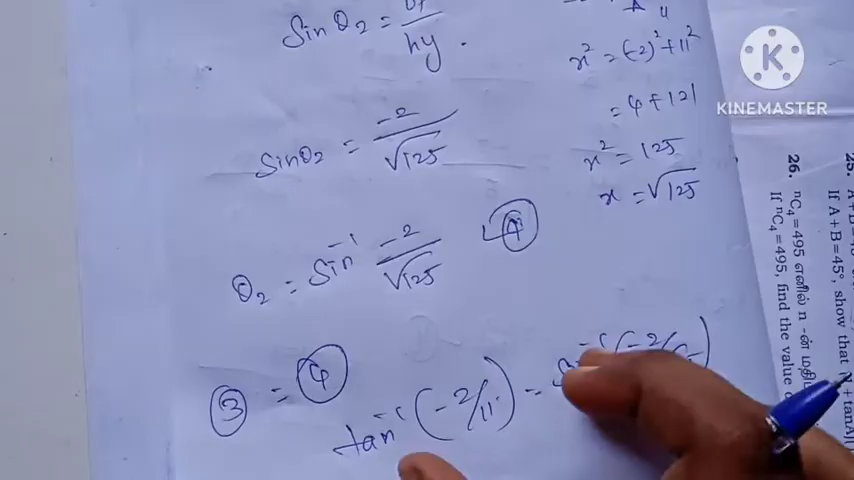 Sin θ₂ = /hy.
x² = (-2)² + 11²
= 4 + 121
Sinθ₂ = -2/√125
x² = 125
x = √125
θ₂ = Sin⁻¹ -2/√125 ④
③ = ④
tan⁻¹(-2/11) =
KINEMASTER
25.
If A+B=45°, show that
26. ⁿC₄=495 எனில் n -ன்
If ⁿC₄=495, find the value